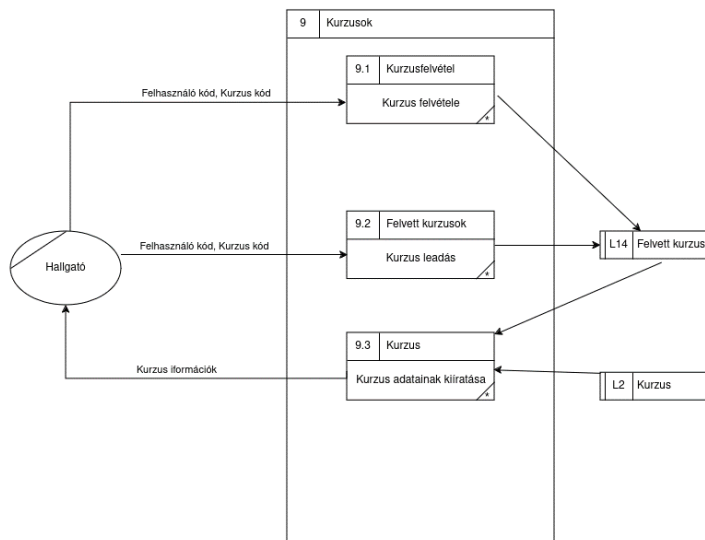 9 Kurzusok
9.1 Kurzusfelvétel
Kurzus felvétele
*
Felhasználó kód, Kurzus kód
9.2 Felvett kurzusok
Kurzus leadás
*
Felhasználó kód, Kurzus kód
L14 Felvett kurzus
Hallgató
9.3 Kurzus
Kurzus adatainak kiíratása
*
Kurzus iformációk
L2 Kurzus